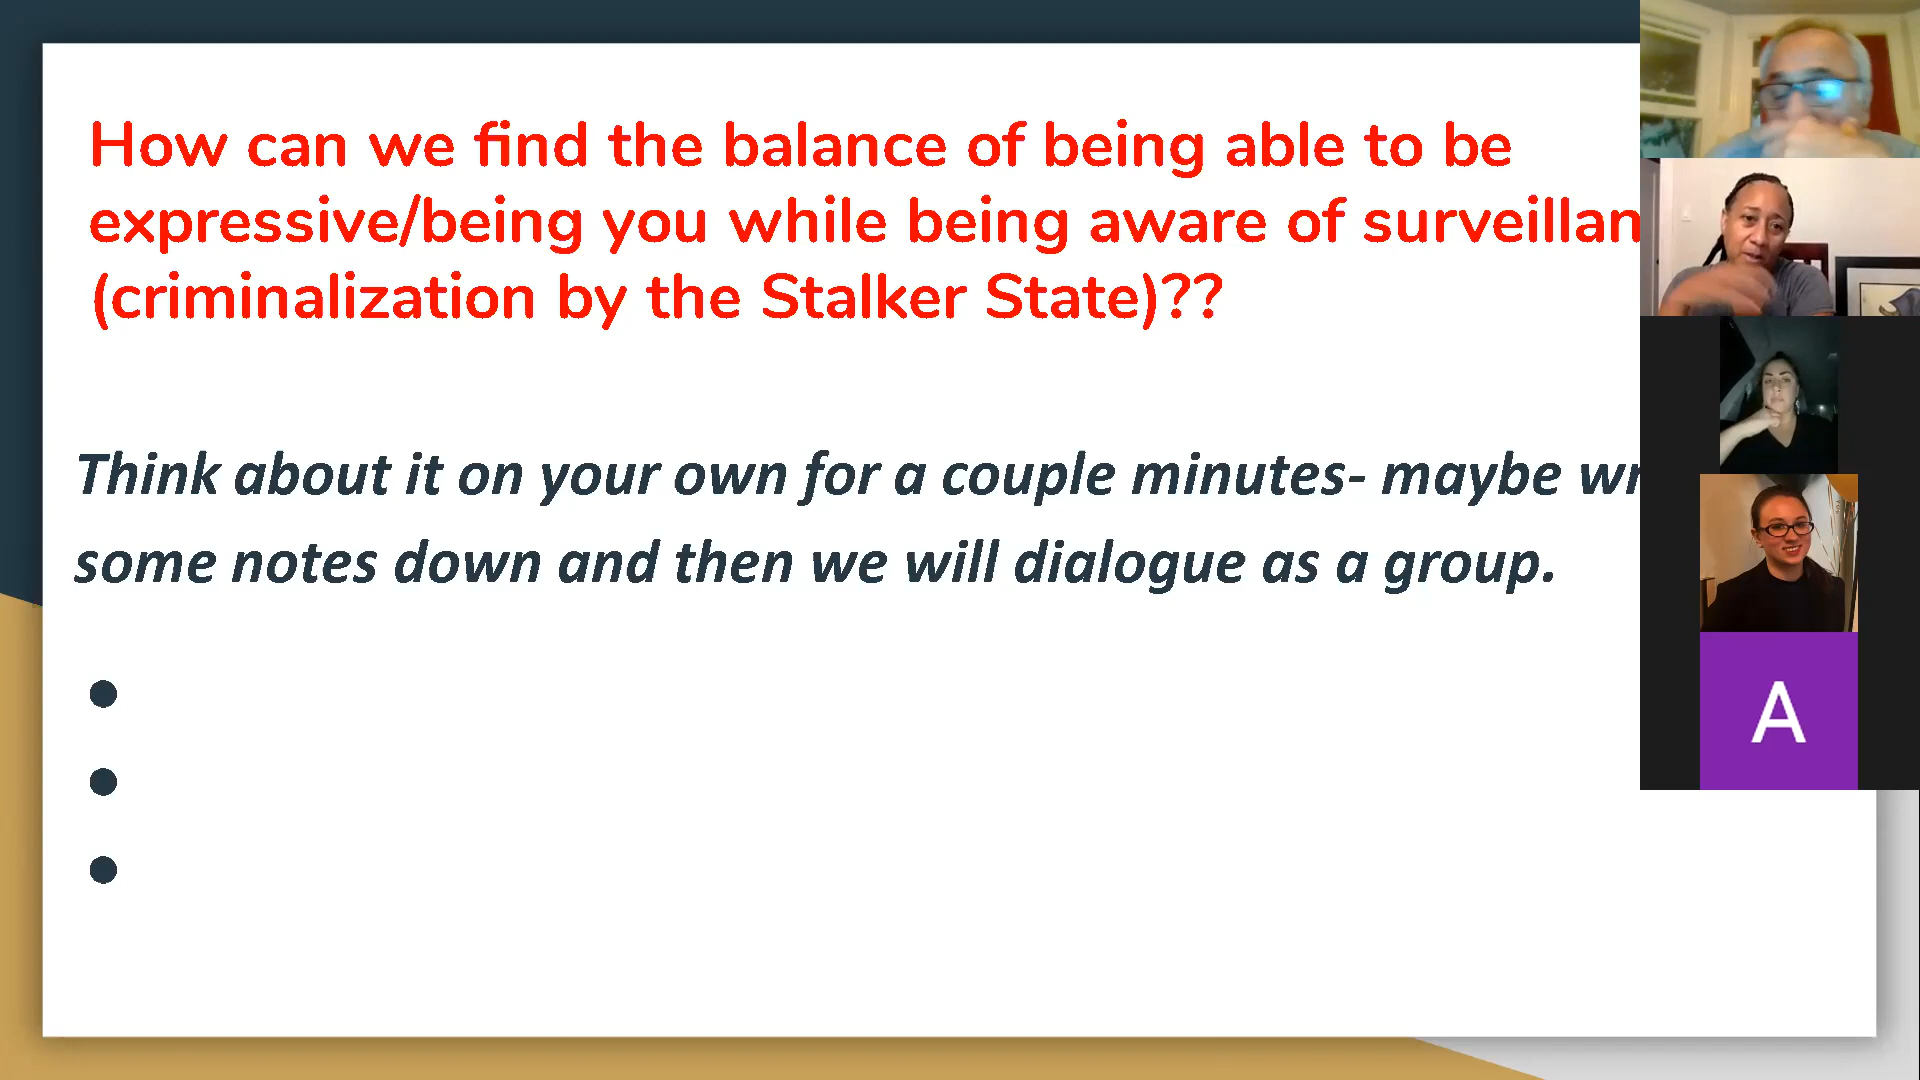 How can we find the balance of being able to be
expressive/being you while being aware of surveillan
(criminalization by the Stalker State)??
Think about it on your own for a couple minutes- maybe wr
some notes down and then we will dialogue as a group.
A